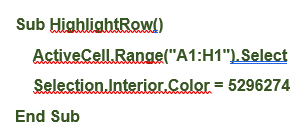 Sub HighlightRow()
ActiveCell.Range("A1:H1").Select
Selection.Interior.Color = 5296274
End Sub